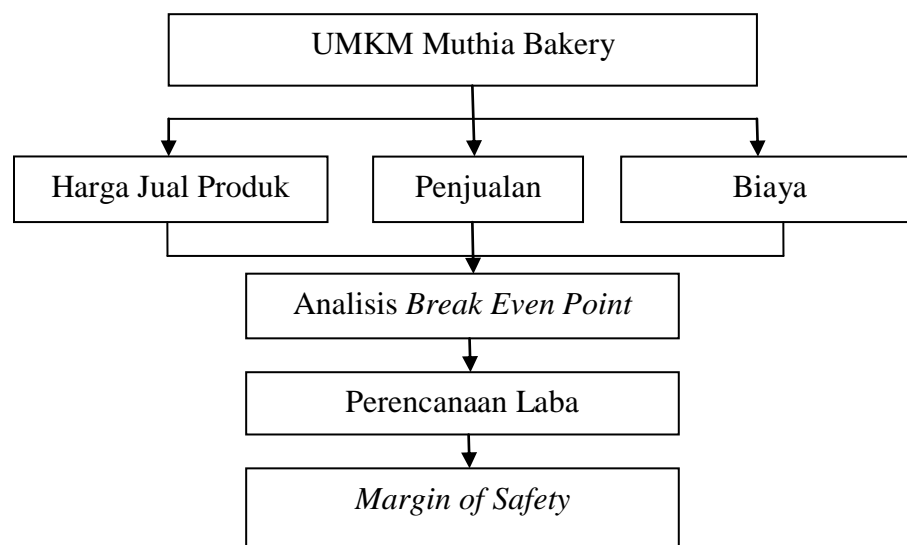 UMKM Muthia Bakery
Harga Jual Produk
Penjualan
Biaya
Analisis Break Even Point
Perencanaan Laba
Margin of Safety